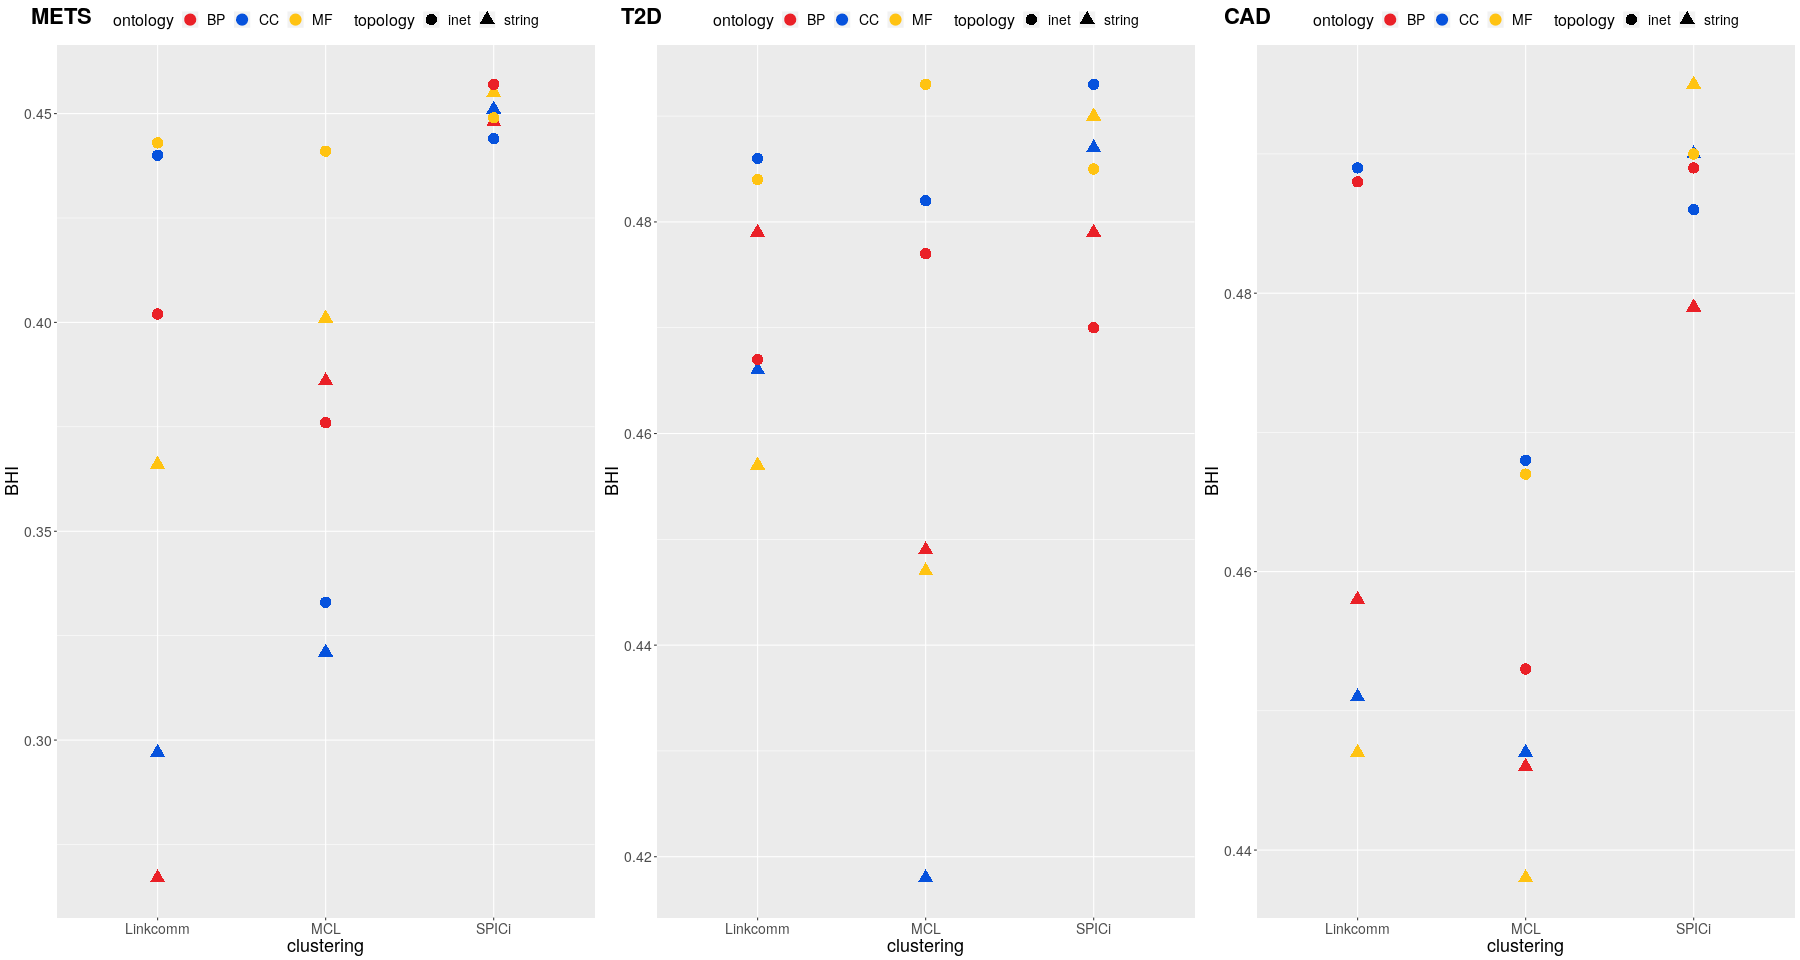 METS ontology BP CC MF topology inet string
0.45
0.40
0.35
0.30
BHI
Linkcomm MCL SPICi
clustering
T2D ontology BP CC MF topology inet string
0.48
0.46
0.44
0.42
BHI
Linkcomm MCL SPICi
clustering
CAD ontology BP CC MF topology inet string
0.48
0.46
0.44
BHI
Linkcomm MCL SPICi
clustering